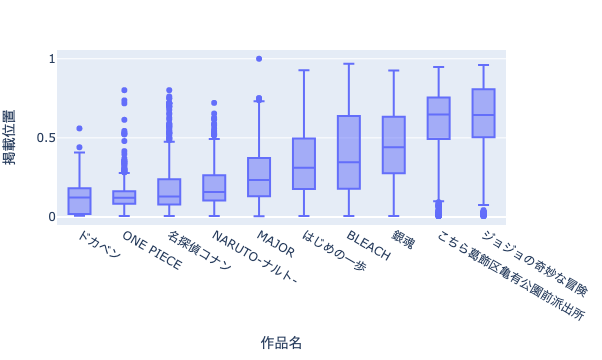 1
0.5
0
掲載位置
ドカベン
ONE PIECE
名探偵コナン
NARUTO-ナルト-
MAJOR
はじめの一歩
BLEACH
銀魂
こちら葛飾区亀有公園前派出所
ジョジョの奇妙な冒険
作品名